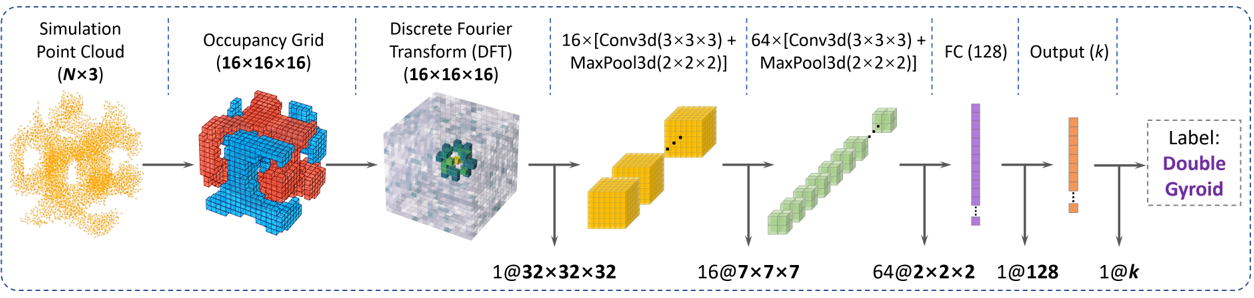 Simulation
Point Cloud
(N×3)
Occupancy Grid
(16×16×16)
Discrete Fourier
Transform (DFT)
(16×16×16)
16×[Conv3d(3×3×3) +
MaxPool3d(2×2×2)]
64×[Conv3d(3×3×3) +
MaxPool3d(2×2×2)]
FC (128)
Output (k)
Label:
Double
Gyroid
1@32×32×32
16@7×7×7
64@2×2×2
1@128
1@k